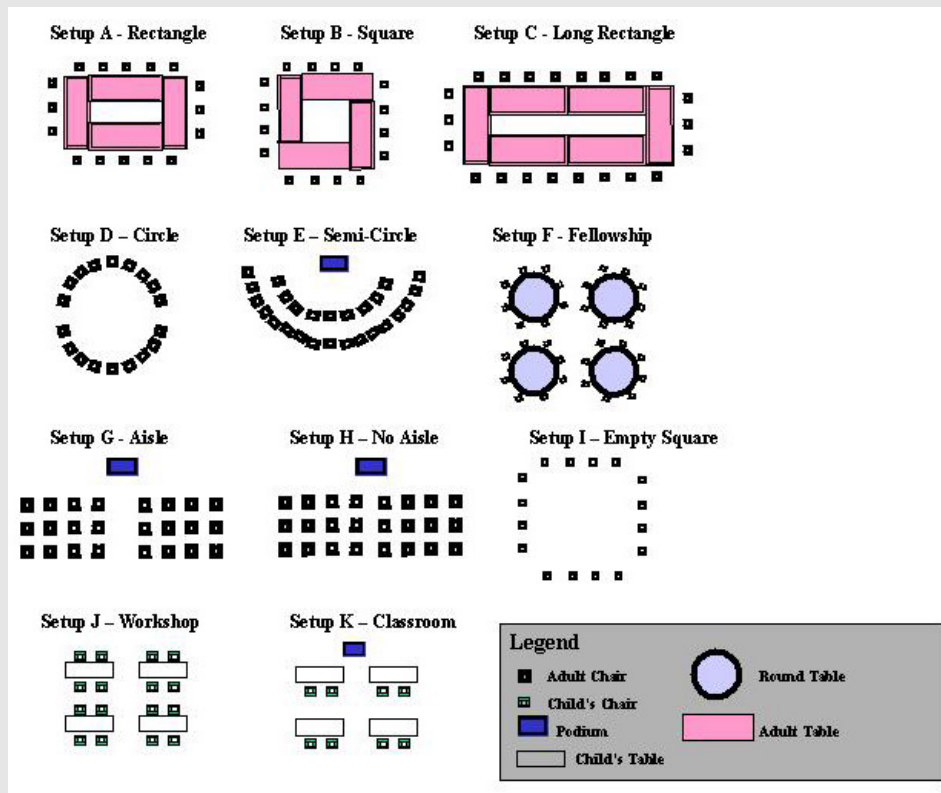 Setup A - Rectangle
Setup B - Square
Setup C - Long Rectangle
Setup D – Circle
Setup E – Semi-Circle
Setup F - Fellowship
Setup G - Aisle
Setup H - No Aisle
Setup I – Empty Square
Setup J – Workshop
Setup K – Classroom
Legend
Adult Chair
Round Table
Child's Chair
Podium
Adult Table
Child's Table